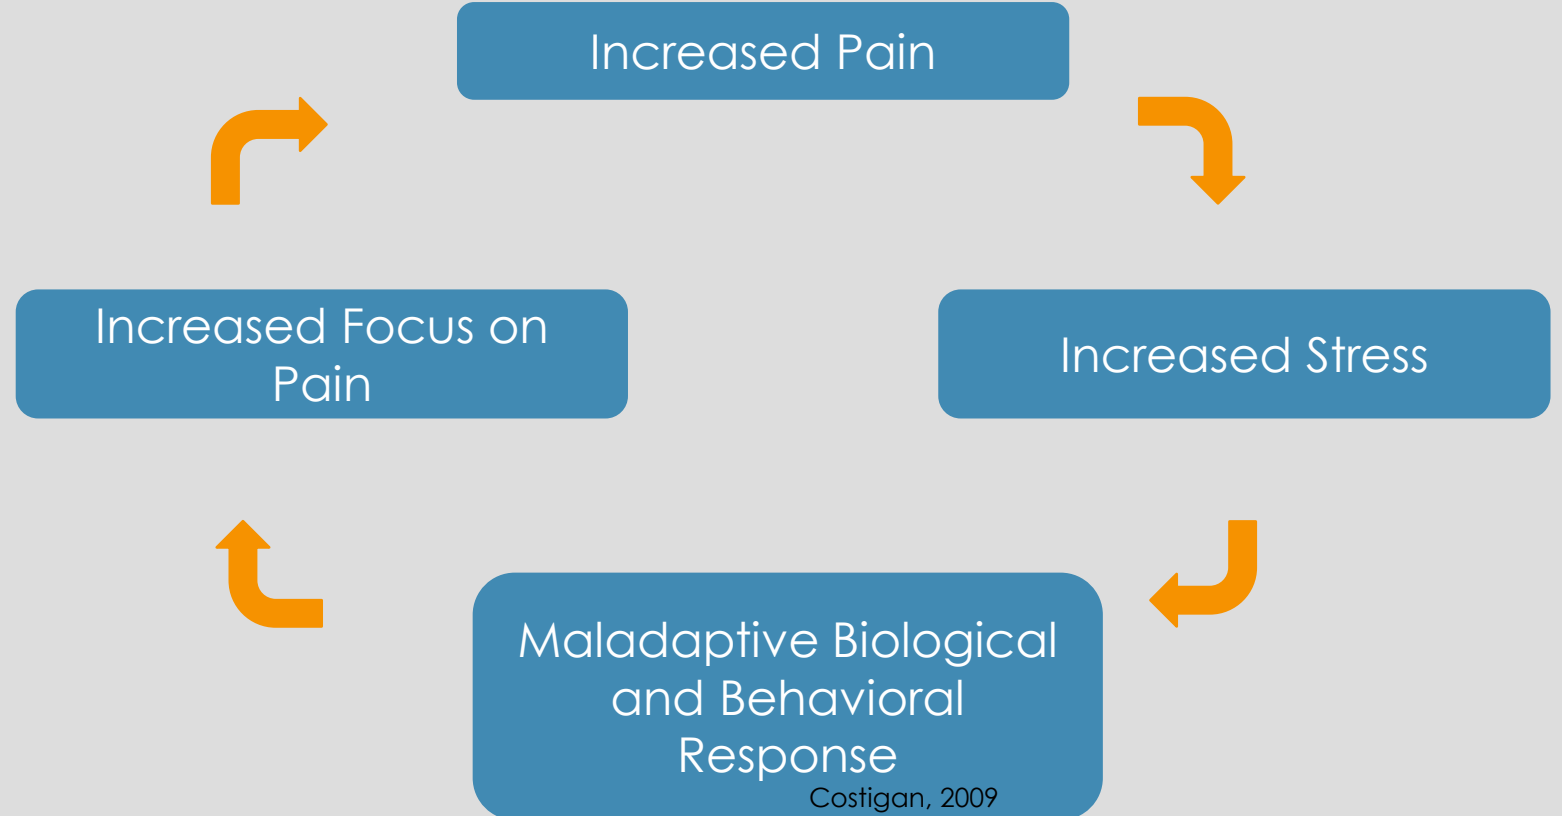 Increased Pain
Increased Focus on
Pain
Increased Stress
Maladaptive Biological
and Behavioral
Response
Costigan, 2009